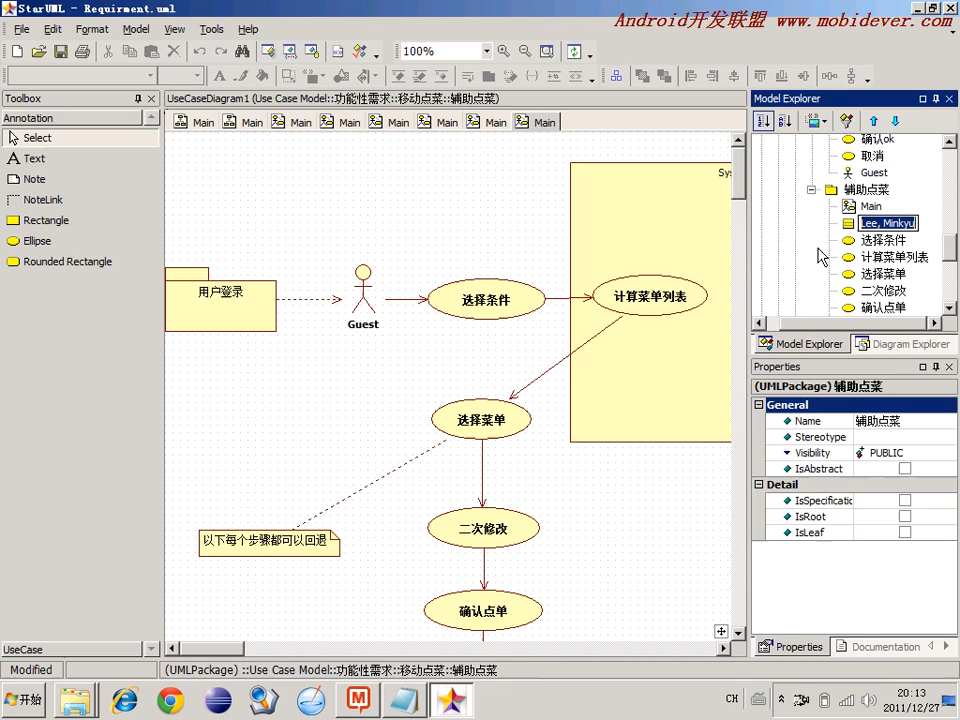 StarUML - Requirment.uml
Android开发联盟 www.mobidever.com
File Edit Format Model View Tools Help
100%
Toolbox
UseCaseDiagram1 (Use Case Model::功能性需求::移动点菜::辅助点菜)
Model Explorer
Annotation
Main Main Main Main Main Main Main Main
Select
Text
Note
NoteLink
Rectangle
Ellipse
Rounded Rectangle
UseCase
Sys
用户登录
Guest
选择条件
计算菜单列表
选择菜单
以下每个步骤都可以回退
二次修改
确认点单
确认ok
取消
Guest
辅助点菜
Main
Lee, Minkyu
选择条件
计算菜单列表
选择菜单
二次修改
确认点单
Model Explorer Diagram Explorer
Properties
(UMLPackage) 辅助点菜
General
Name 辅助点菜
Stereotype
Visibility PUBLIC
IsAbstract
Detail
IsSpecificatic
IsRoot
IsLeaf
Properties Documentation
Modified (UMLPackage) ::Use Case Model::功能性需求::移动点菜::辅助点菜
开始
CH
20:13
2011/12/27